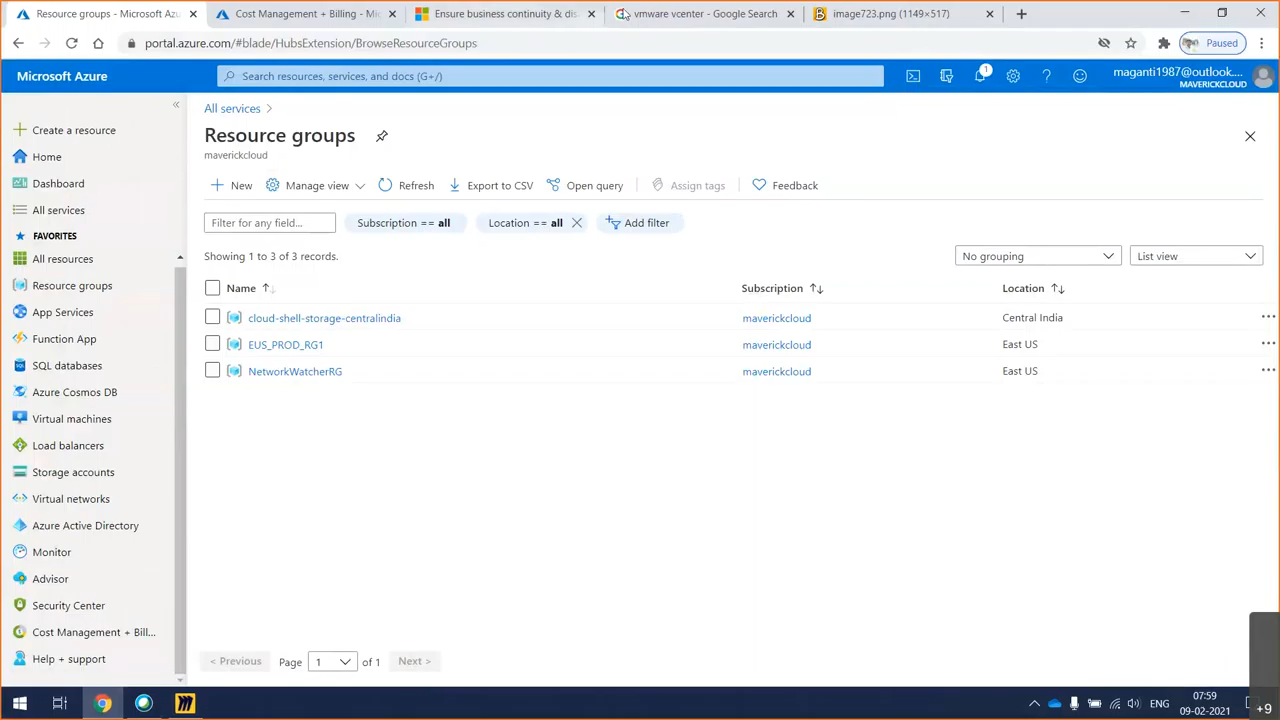 Resource groups - Microsoft Azu
Cost Management + Billing - Mic
Ensure business continuity & dis
vmware vcenter - Google Search
image723.png (1149×517)
portal.azure.com/#blade/HubsExtension/BrowseResourceGroups
Paused
Microsoft Azure
Search resources, services, and docs (G+/)
1
maganti1987@outlook....
MAVERICKCLOUD
All services
Resource groups
maverickcloud
New
Manage view
Refresh
Export to CSV
Open query
Assign tags
Feedback
Filter for any field...
Subscription == all
Location == all
Add filter
Showing 1 to 3 of 3 records.
No grouping
List view
Name
Subscription
Location
cloud-shell-storage-centralindia
maverickcloud
Central India
EUS_PROD_RG1
maverickcloud
East US
NetworkWatcherRG
maverickcloud
East US
Create a resource
Home
Dashboard
All services
FAVORITES
All resources
Resource groups
App Services
Function App
SQL databases
Azure Cosmos DB
Virtual machines
Load balancers
Storage accounts
Virtual networks
Azure Active Directory
Monitor
Advisor
Security Center
Cost Management + Bill...
Help + support
< Previous
Page
1
of 1
Next >
ENG
07:59
09-02-2021
+9